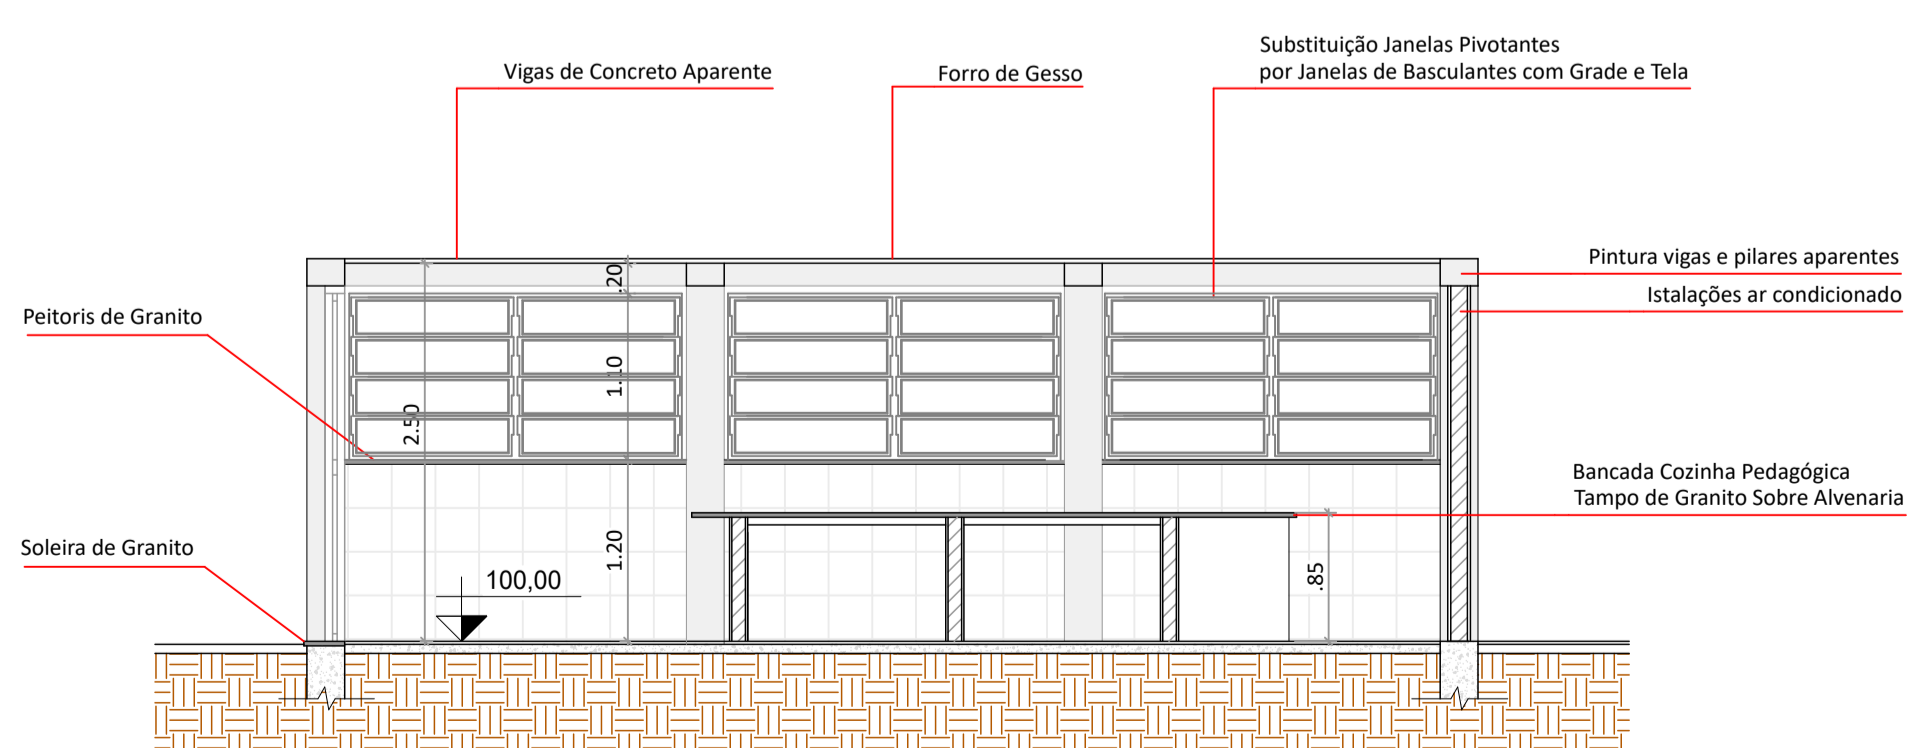 Substituição Janelas Pivotantes
por Janelas de Basculantes com Grade e Tela
Vigas de Concreto Aparente
Forro de Gesso
Pintura vigas e pilares aparentes
Istalações ar condicionado
Peitoris de Granito
.20
1.10
2.50
Bancada Cozinha Pedagógica
Tampo de Granito Sobre Alvenaria
Soleira de Granito
1.20
100,00
.85